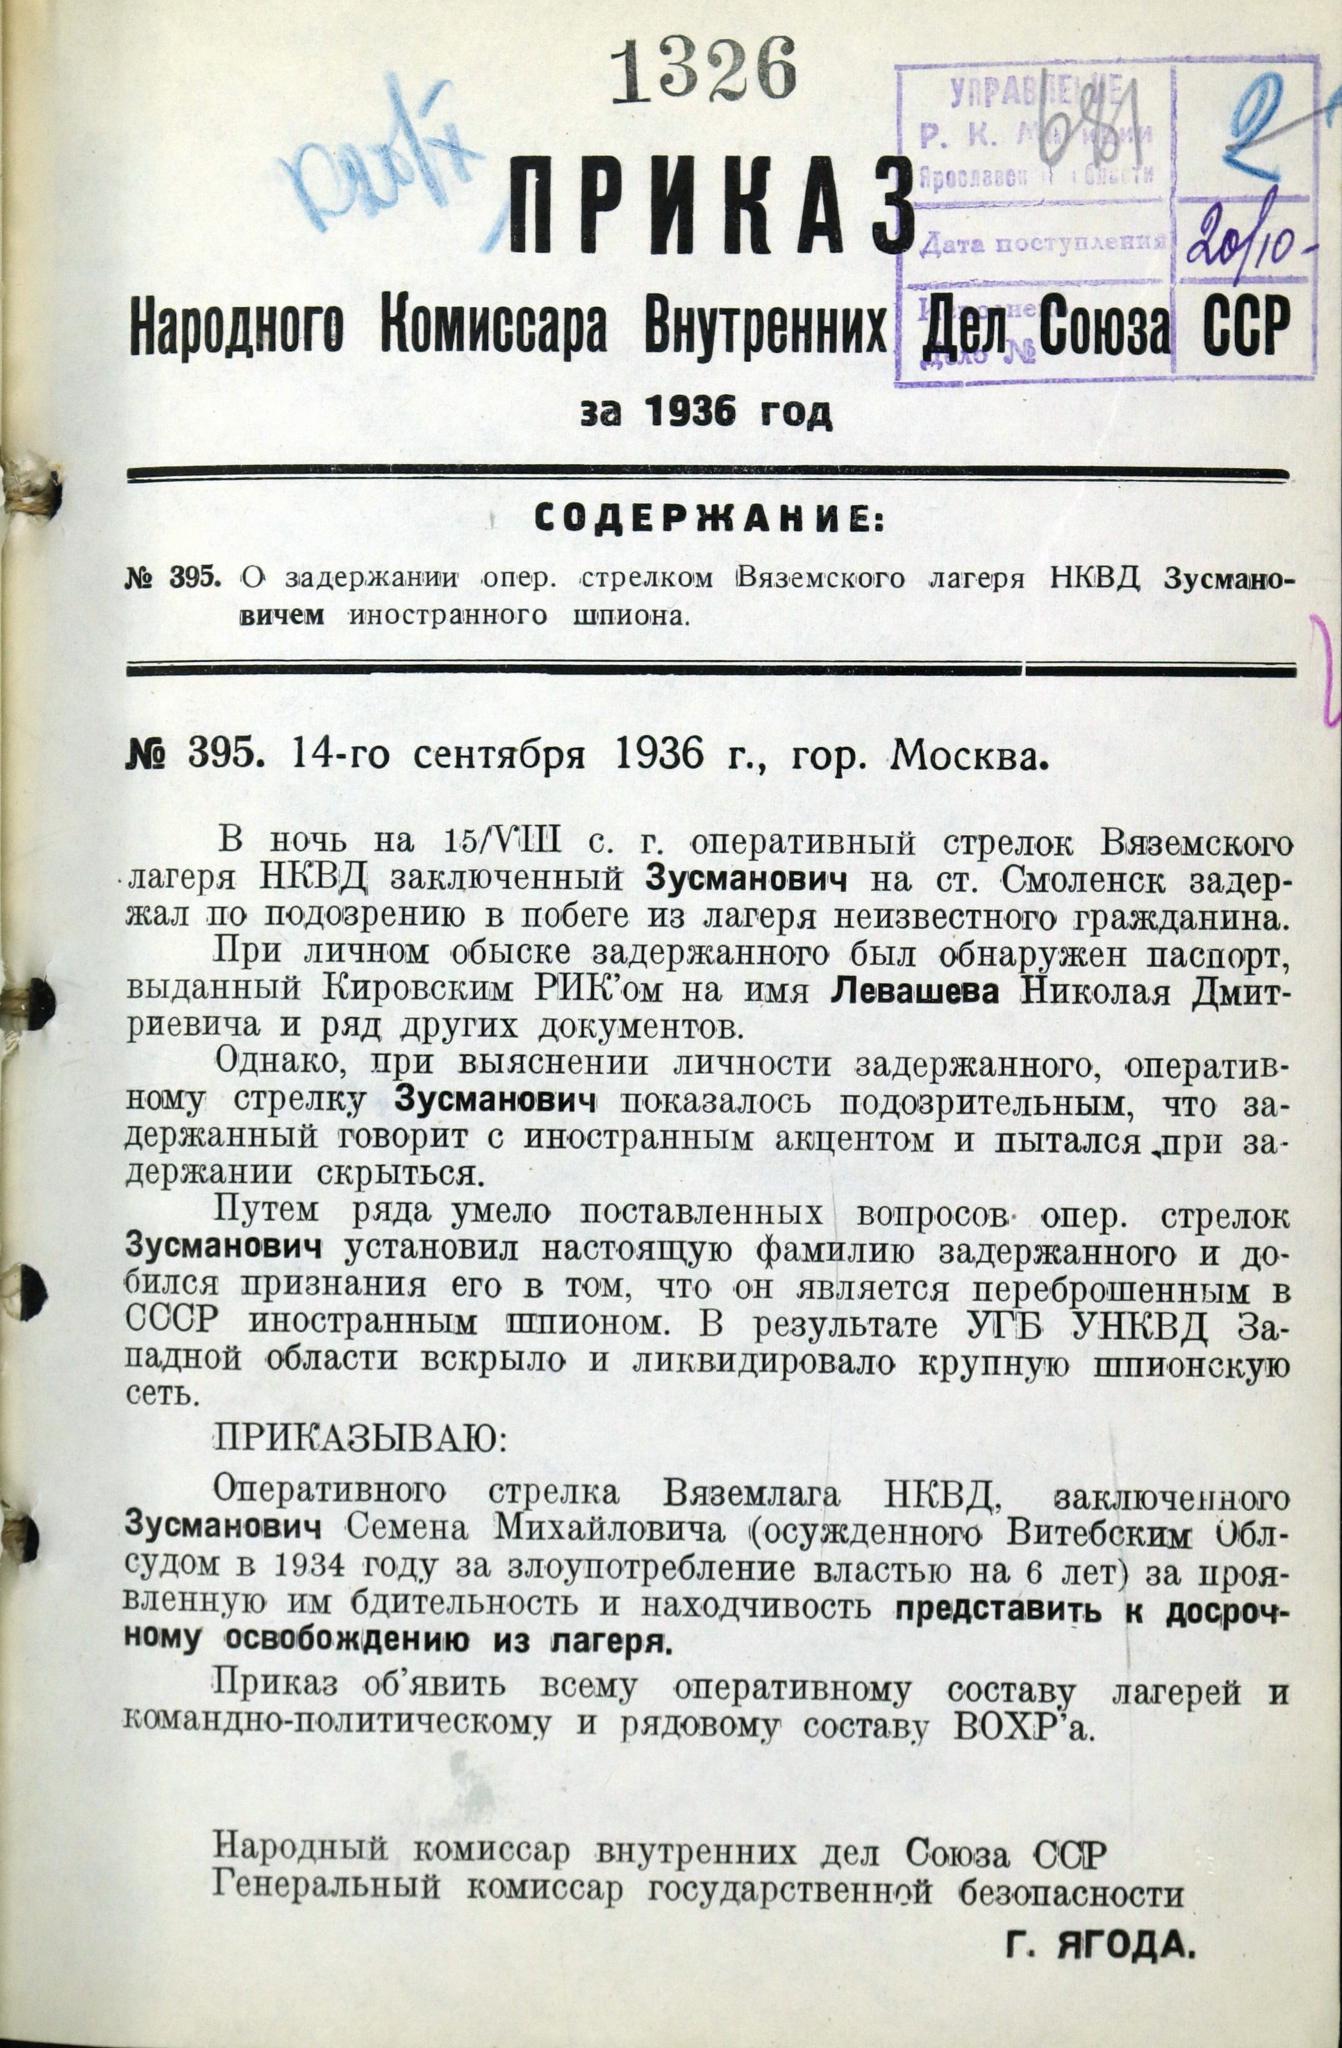 1326
УПРАВЛЕНИЕ
681
2
Р. К.
ПРИКАЗ
Дата поступления
20/10-
Народного Комиссара Внутренних Дел Союза ССР
Дело №
за 1936 год
СОДЕРЖАНИЕ:
№ 395. О задержании опер. стрелком Вяземского лагеря НКВД Зусмано-
вичем иностранного шпиона.
№ 395. 14-го сентября 1936 г., гор. Москва.
В ночь на 15/VIII с. г. оперативный стрелок Вяземского
лагеря НКВД заключенный Зусманович на ст. Смоленск задер-
жал по подозрению в побеге из лагеря неизвестного гражданина.
При личном обыске задержанного был обнаружен паспорт,
выданный Кировским РИК’ом на имя Левашева Николая Дмит-
риевича и ряд других документов.
Однако, при выяснении личности задержанного, оператив-
ному стрелку Зусманович показалось подозрительным, что за-
держанный говорит с иностранным акцентом и пытался при за-
держании скрыться.
Путем ряда умело поставленных вопросов опер. стрелок
Зусманович установил настоящую фамилию задержанного и до-
бился признания его в том, что он является переброшенным в
СССР иностранным шпионом. В результате УГБ УНКВД За-
падной области вскрыло и ликвидировало крупную шпионскую
сеть.
ПРИКАЗЫВАЮ:
Оперативного стрелка Вяземлага НКВД, заключенного
Зусманович Семена Михайловича (осужденного Витебским Обл-
судом в 1934 году за злоупотребление властью на 6 лет) за проя-
вленную им бдительность и находчивость представить к досроч-
ному освобождению из лагеря.
Приказ об’явить всему оперативному составу лагерей и
командно-политическому и рядовому составу ВОХР’а.
Народный комиссар внутренних дел Союза ССР
Генеральный комиссар государственной безопасности
Г. ЯГОДА.